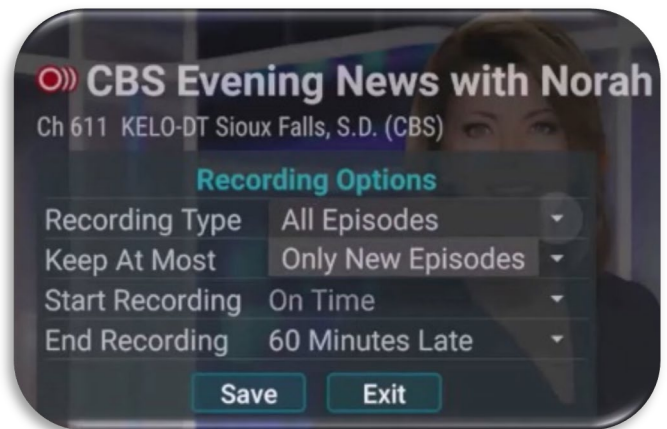 CBS Evening News with Norah
Ch 611 KELO-DT Sioux Falls, S.D. (CBS)
Recording Options
Recording Type All Episodes
Keep At Most Only New Episodes
Start Recording On Time
End Recording 60 Minutes Late
Save Exit